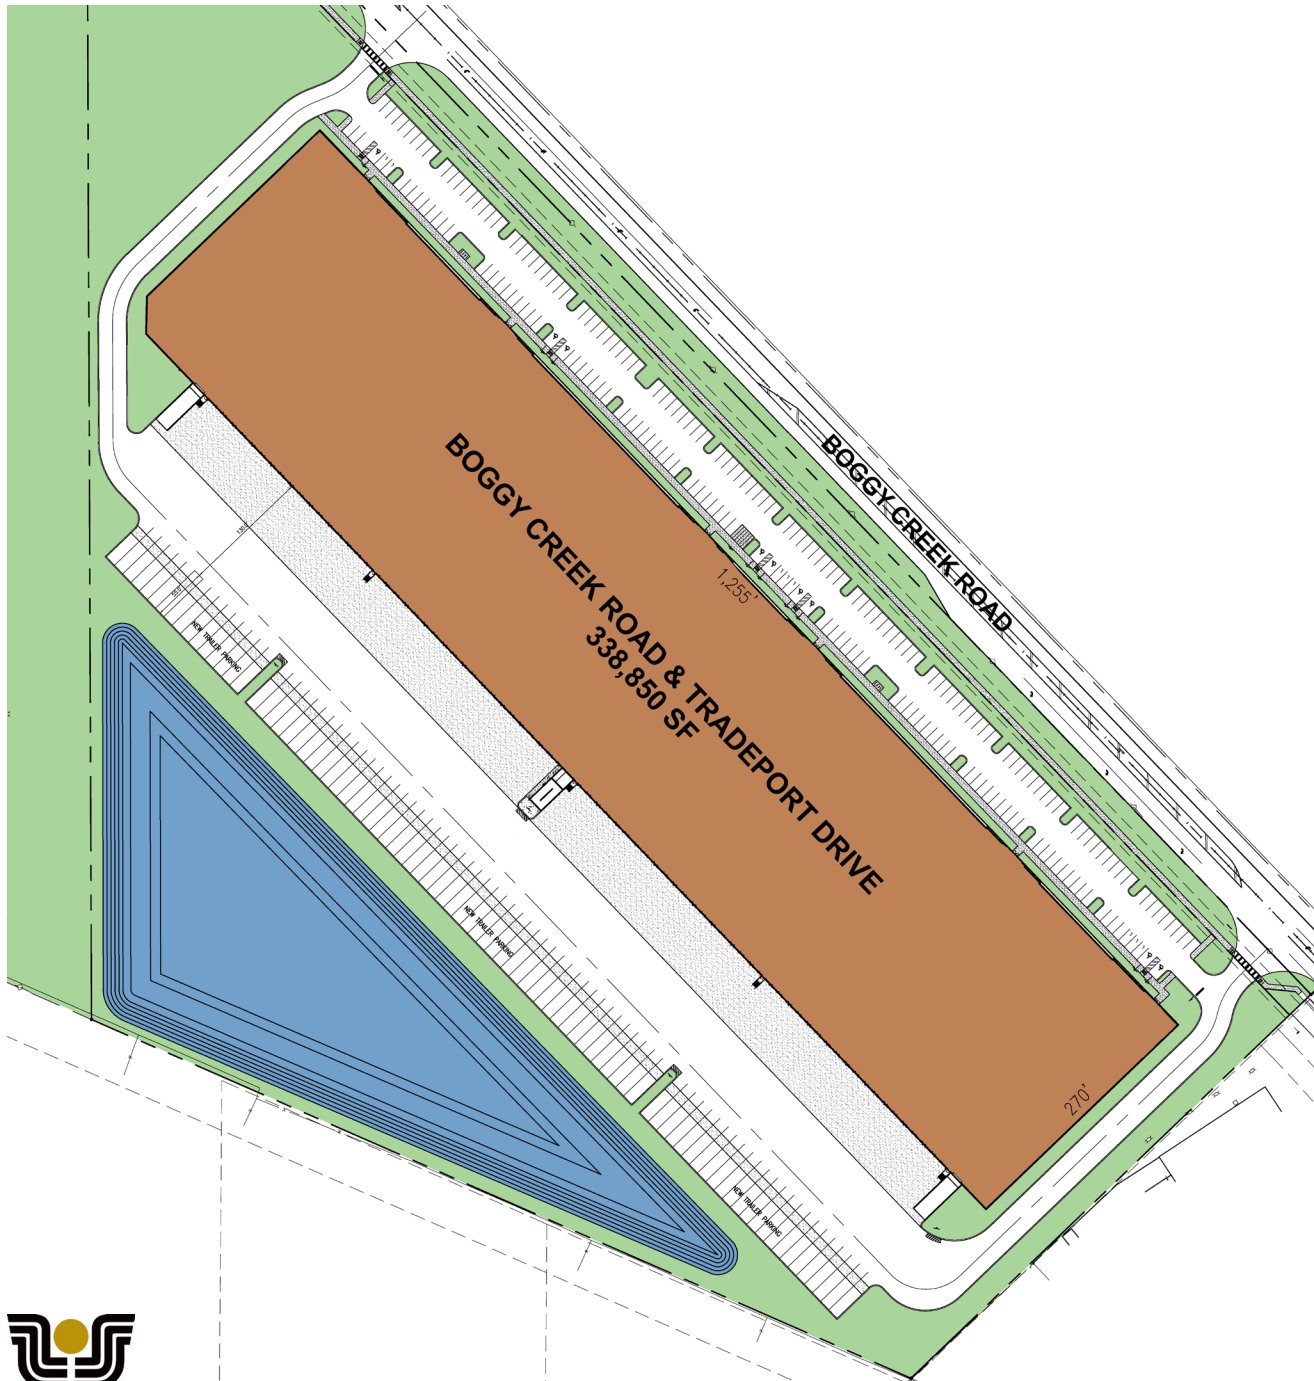 BOGGY CREEK ROAD
BOGGY CREEK ROAD & TRADEPORT DRIVE
338,850 SF
1,255'
270'
NEW TRAILER PARKING
NEW TRAILER PARKING
NEW TRAILER PARKING